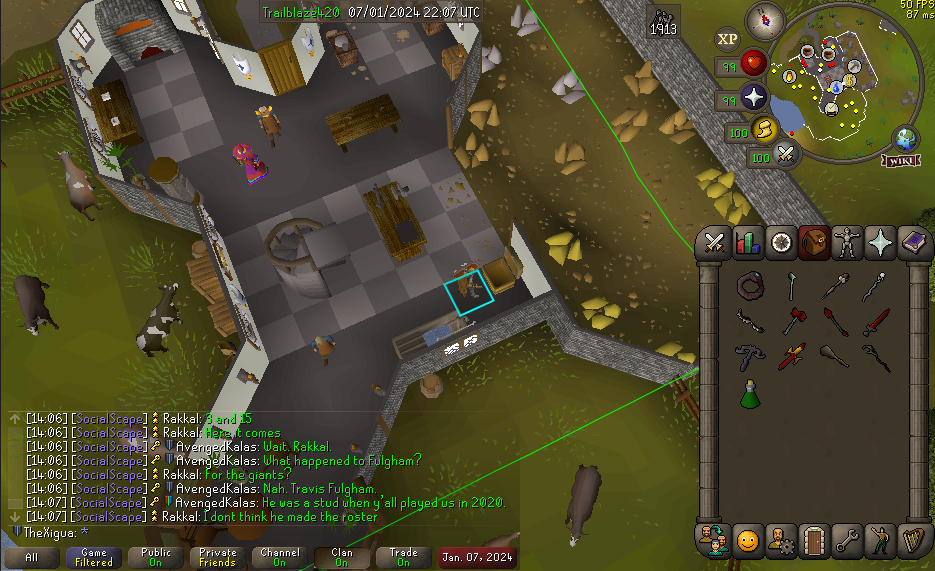 Trailblaze420 07/01/2024 22:07 UTC
50 FPS
87 ms
1913
XP
99
99
100
100
WIKI
[14:06] [SocialScape] Rakkal: 3 and 15
[14:06] [SocialScape] Rakkal: Here it comes
[14:06] [SocialScape] AvengedKalas: Wait. Rakkal.
[14:06] [SocialScape] AvengedKalas: What happened to Fulgham?
[14:06] [SocialScape] Rakkal: For the giants?
[14:06] [SocialScape] AvengedKalas: Nah. Travis Fulgham.
[14:07] [SocialScape] AvengedKalas: He was a stud when y'all played us in 2020.
[14:07] [SocialScape] Rakkal: I dont think he made the roster
TheXigua: *
All
Game
Filtered
Public
On
Private
Friends
Channel
On
Clan
On
Trade
On
Jan. 07, 2024